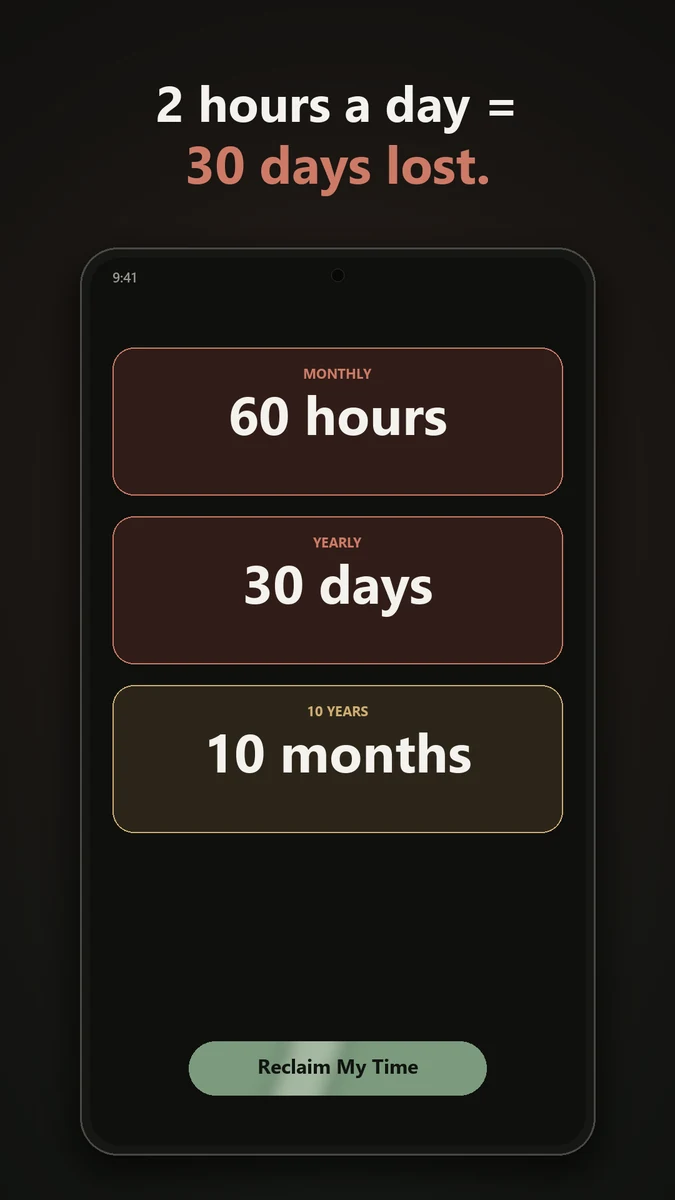 2 hours a day =
30 days lost.
9:41
MONTHLY
60 hours
YEARLY
30 days
10 YEARS
10 months
Reclaim My Time